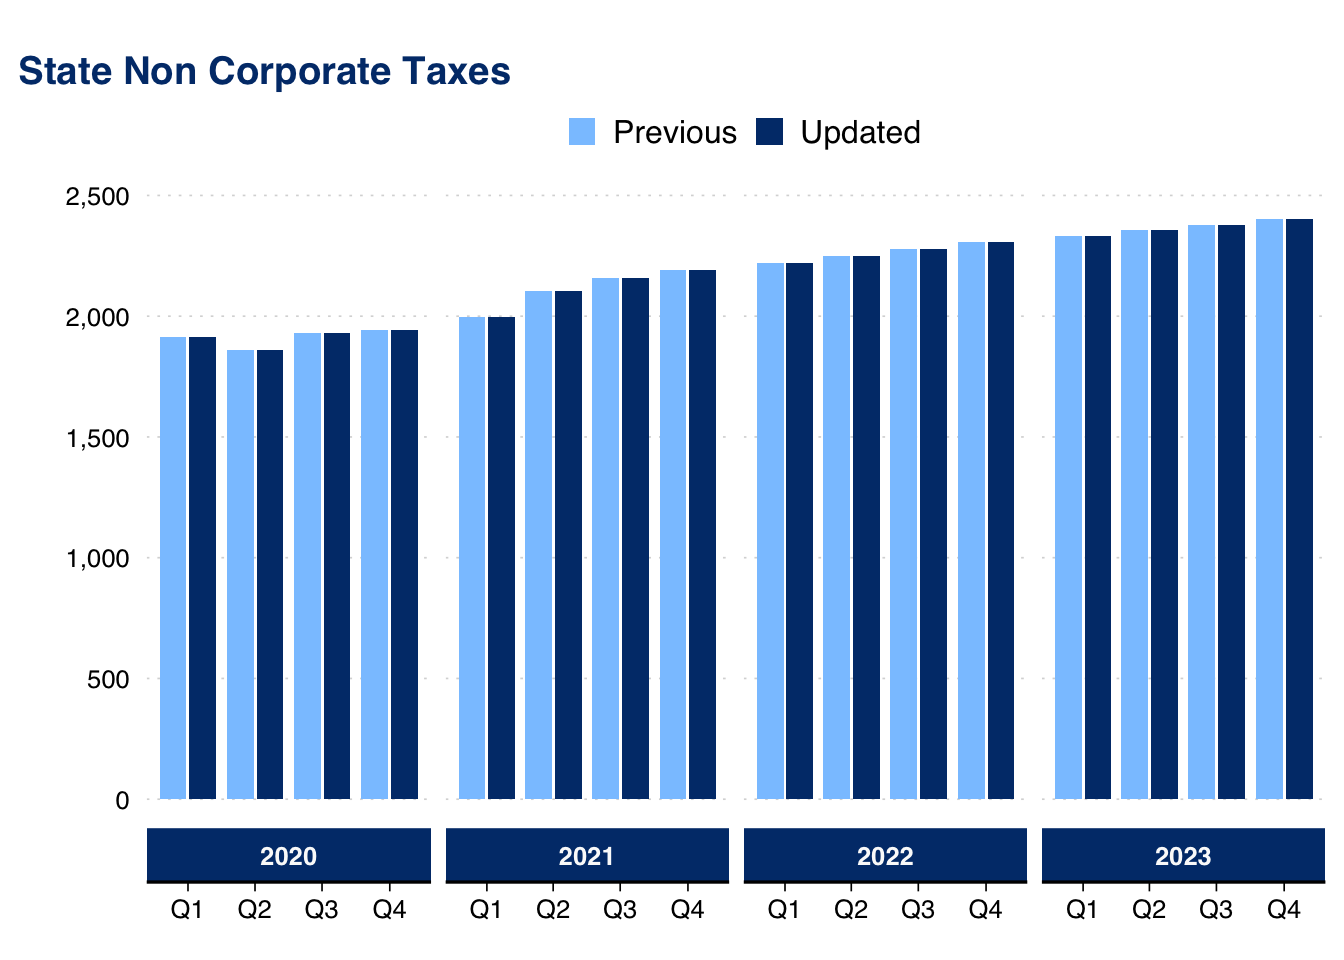 State Non Corporate Taxes
Previous Updated
2,500
2,000
1,500
1,000
500
0
2020 2021 2022 2023
Q1 Q2 Q3 Q4 Q1 Q2 Q3 Q4 Q1 Q2 Q3 Q4 Q1 Q2 Q3 Q4